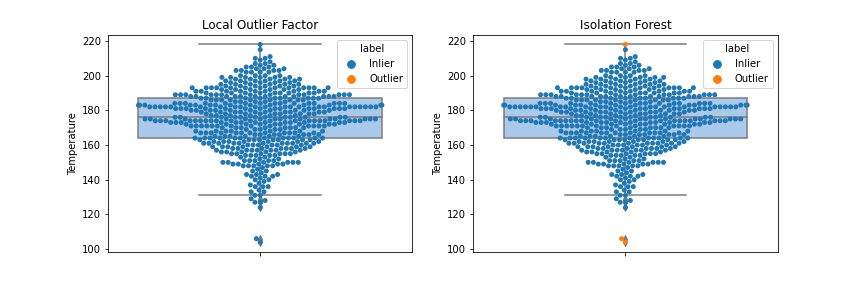 Local Outlier Factor
220
200
180
160
140
120
100
Temperature
label
Inlier
Outlier
Isolation Forest
220
200
180
160
140
120
100
Temperature
label
Inlier
Outlier